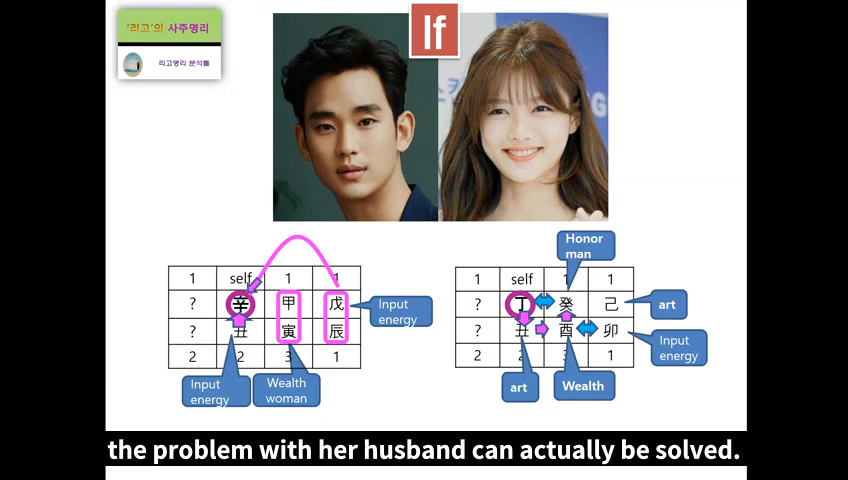 '리고'의 사주명리
리고명리 분석틀
If
Honor
man
1 self 1 1
? 辛 甲 戊
? 丑 寅 辰
2 2 3 1
Input
energy
Input
energy
Wealth
woman
1 self 1 1
? 丁 癸 己
? 丑 酉 卯
2 2 3 1
art
Input
energy
art
Wealth
the problem with her husband can actually be solved.